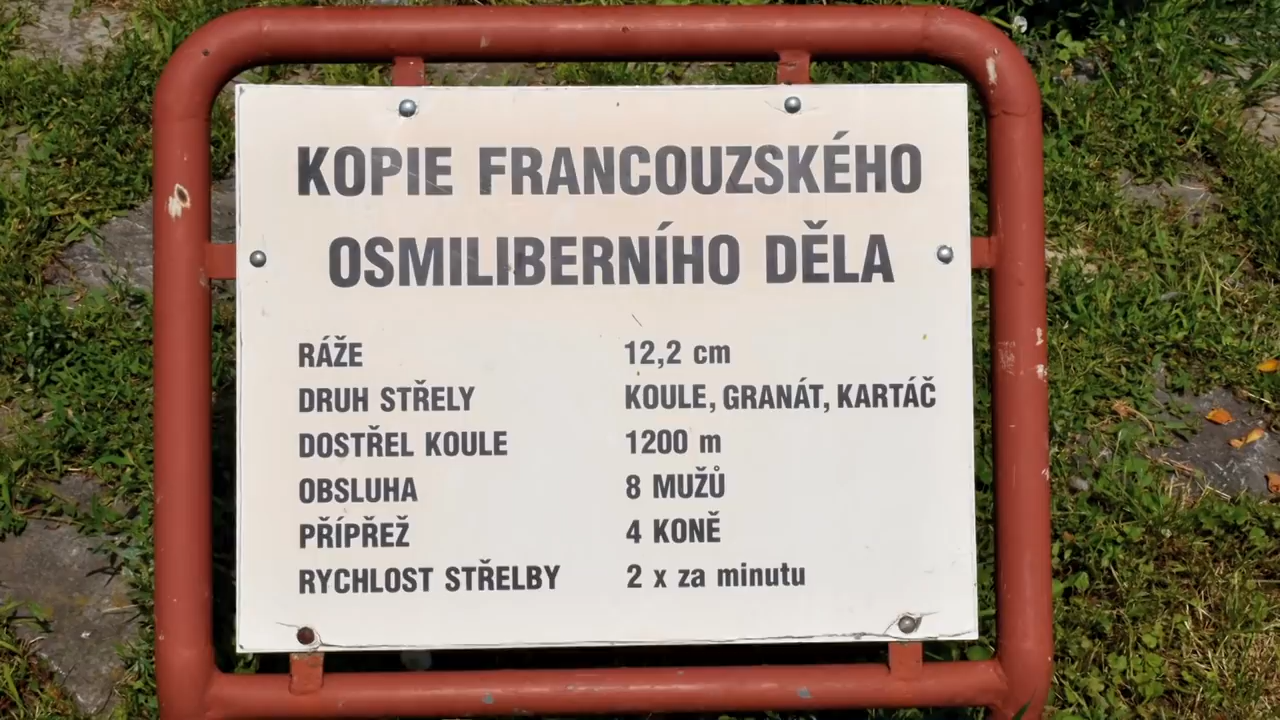 KOPIE FRANCOUZSKÉHO
OSMILIBERNÍHO DĚLA
RÁŽE 12,2 cm
DRUH STŘELY KOULE, GRANÁT, KARTÁČ
DOSTŘEL KOULE 1200 m
OBSLUHA 8 MUŽŮ
PŘÍPŘEŽ 4 KONĚ
RYCHLOST STŘELBY 2 x za minutu